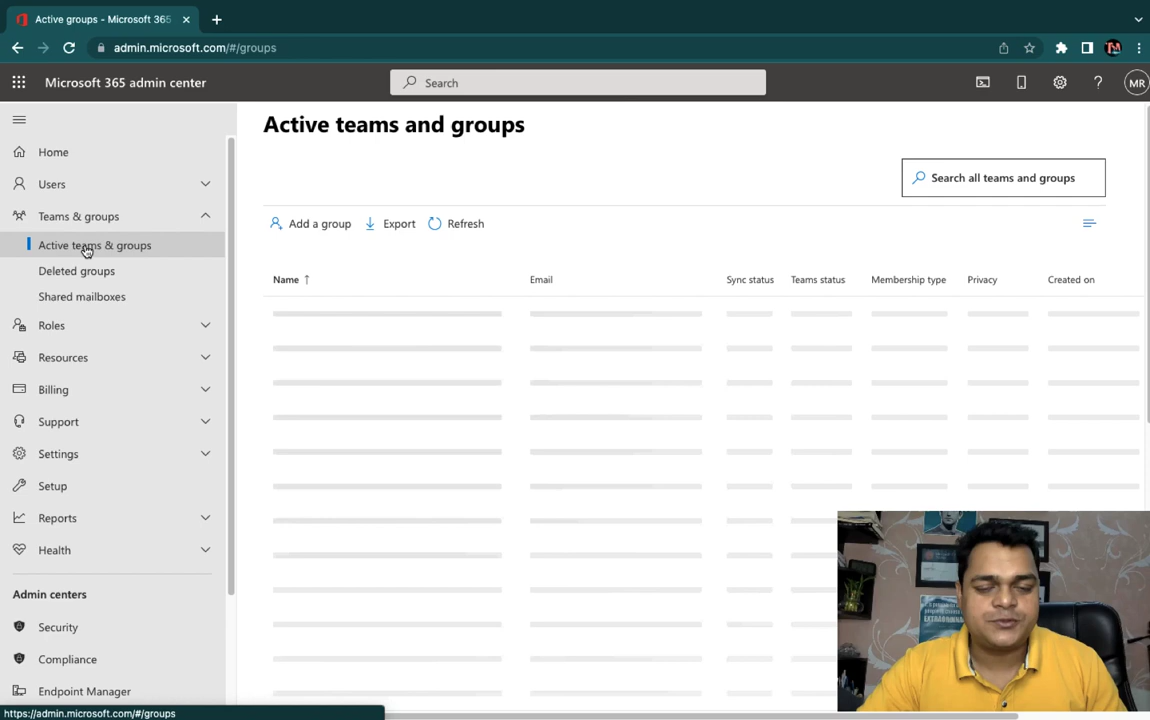 Active groups - Microsoft 365
admin.microsoft.com/#/groups
Microsoft 365 admin center
Search
MR
Home
Users
Teams & groups
Active teams & groups
Deleted groups
Shared mailboxes
Roles
Resources
Billing
Support
Settings
Setup
Reports
Health
Admin centers
Security
Compliance
Endpoint Manager
https://admin.microsoft.com/#/groups
Active teams and groups
Search all teams and groups
Add a group Export Refresh
Name ↑ Email Sync status Teams status Membership type Privacy Created on
EXTRAORDINAR